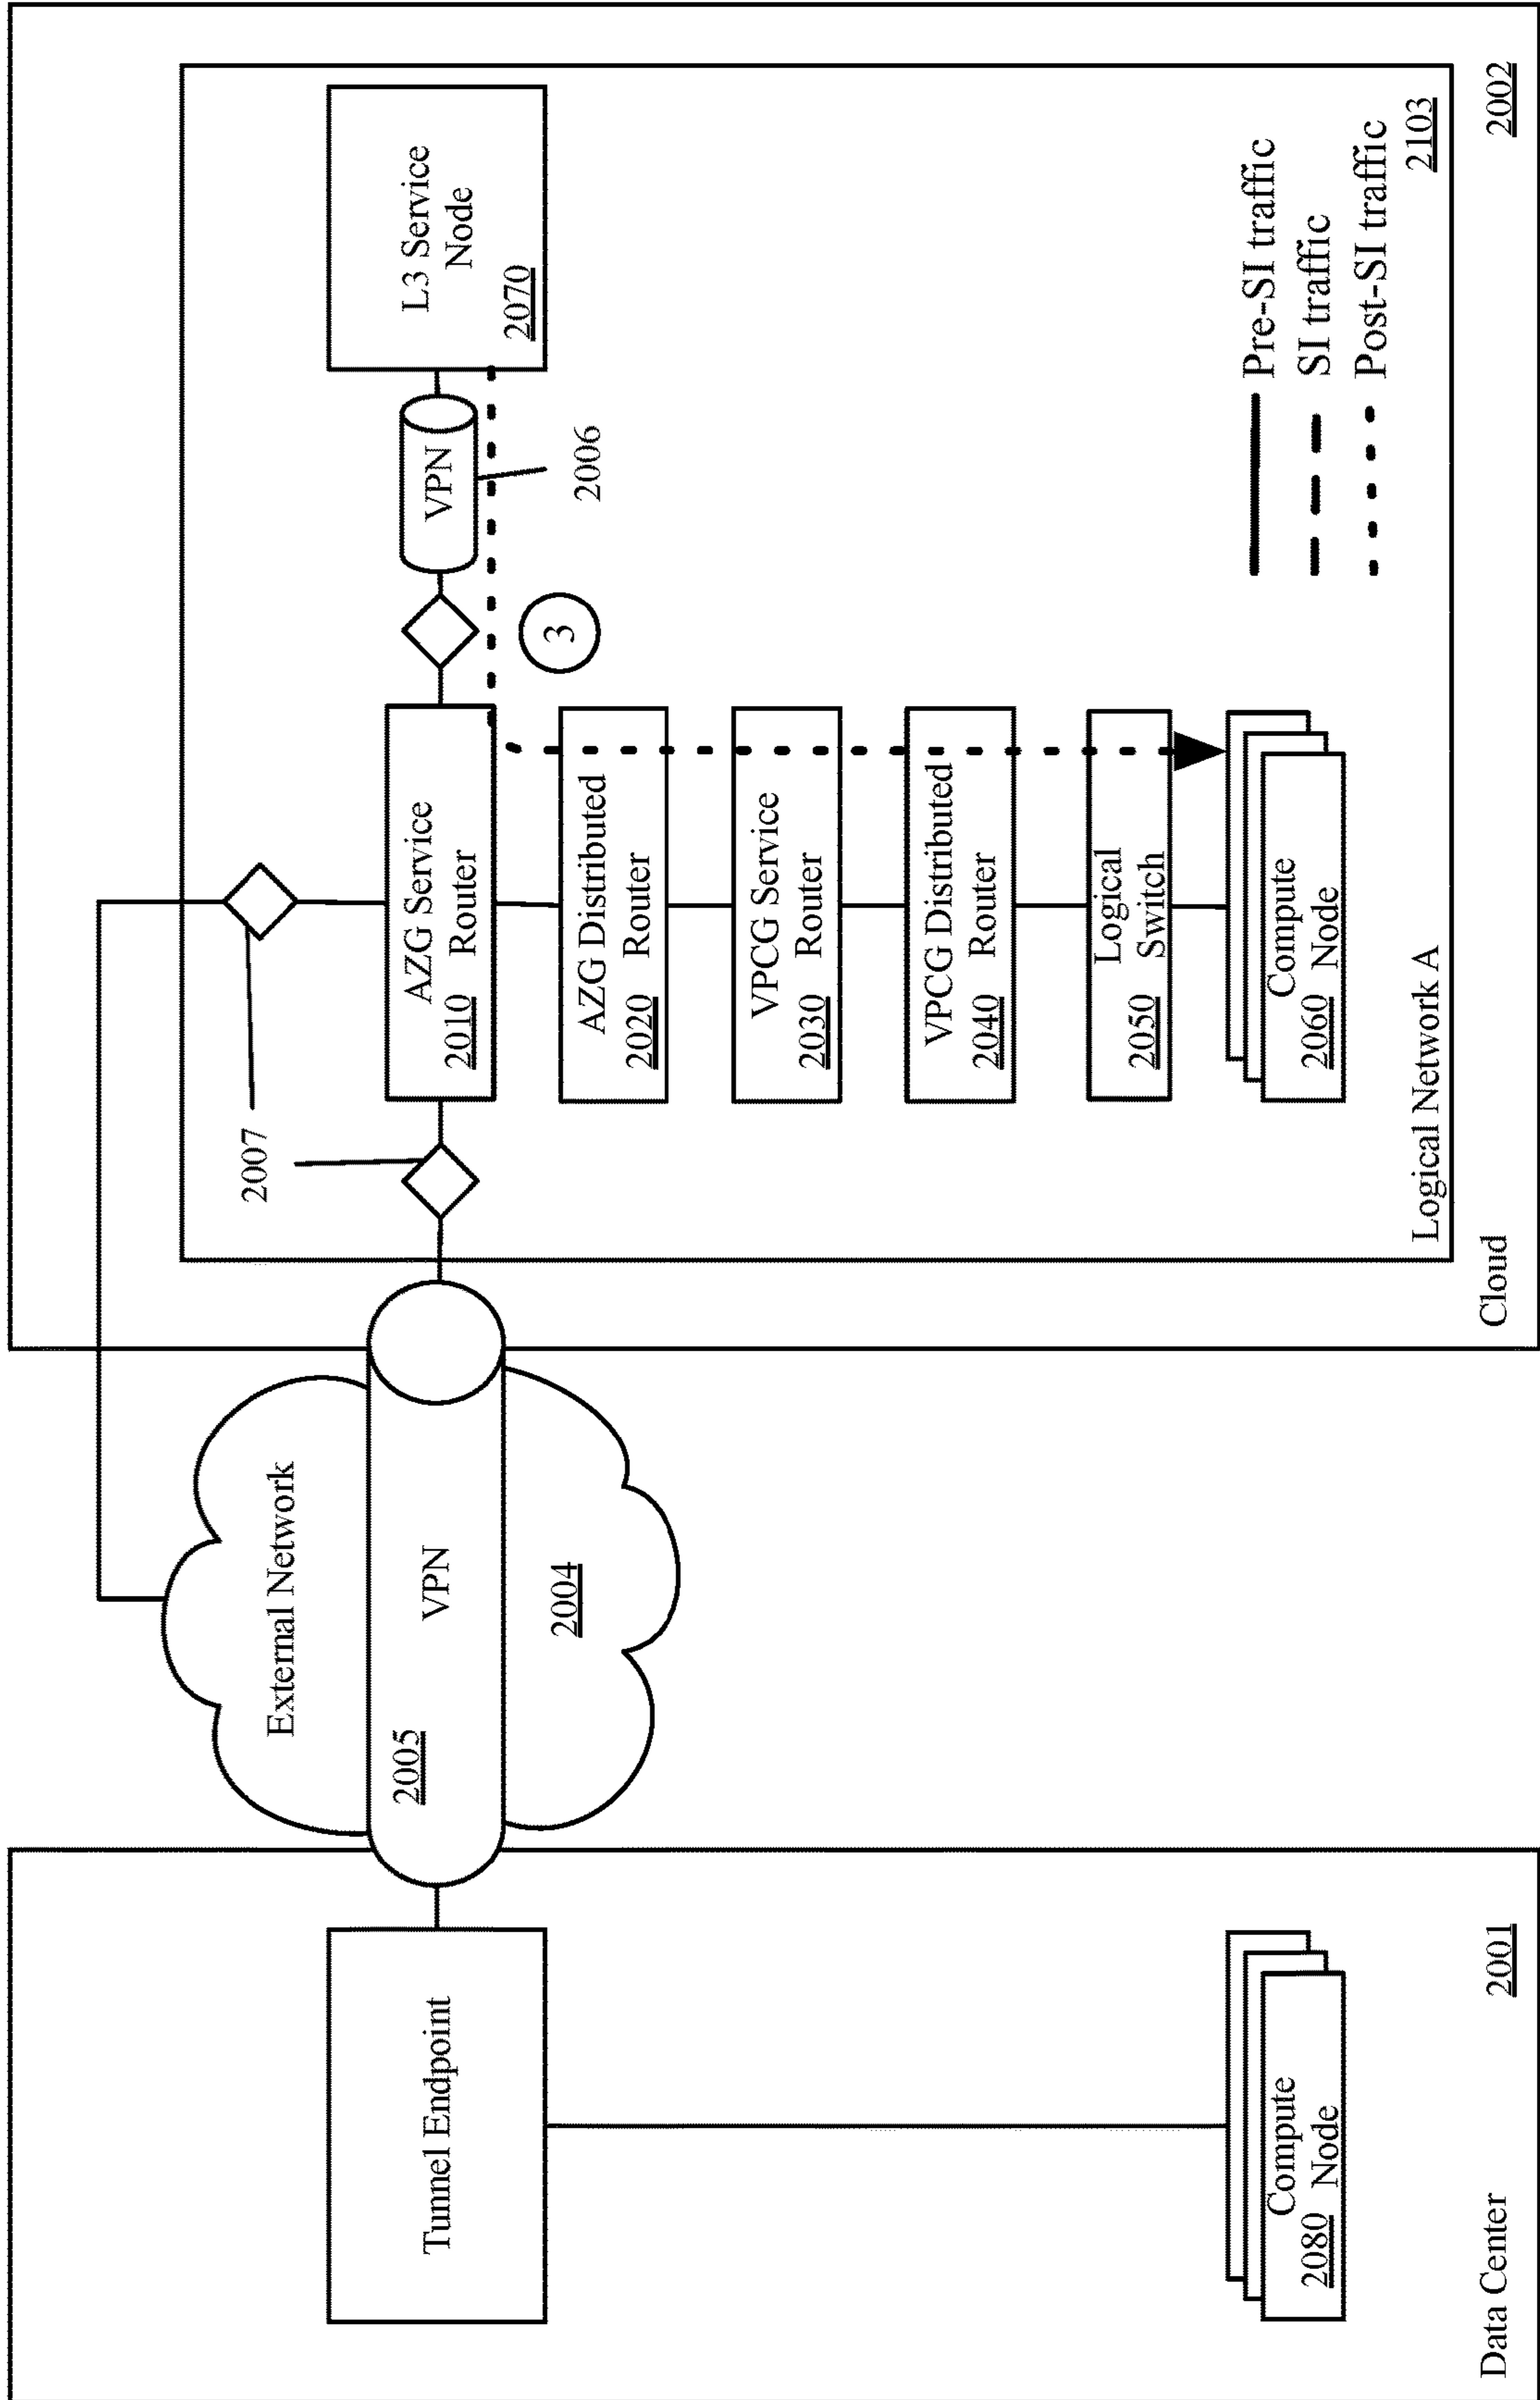 Data Center
2001
Tunnel Endpoint
Compute
Node
2080
External Network
VPN
2005
2004
Cloud
2002
Logical Network A
2103
2007
AZG Service
Router
2010
AZG Distributed
Router
2020
VPCG Service
Router
2030
VPCG Distributed
Router
2040
Logical
Switch
2050
Compute
Node
2060
3
VPN
2006
L3 Service
Node
2070
Pre-SI traffic
SI traffic
Post-SI traffic